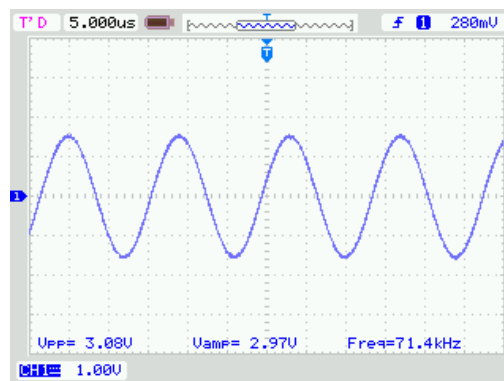 T'D 5.000us T 1 280mV
T
1
Vpp= 3.08V Vamp= 2.97V Freq=71.4kHz
CH1 1.00V